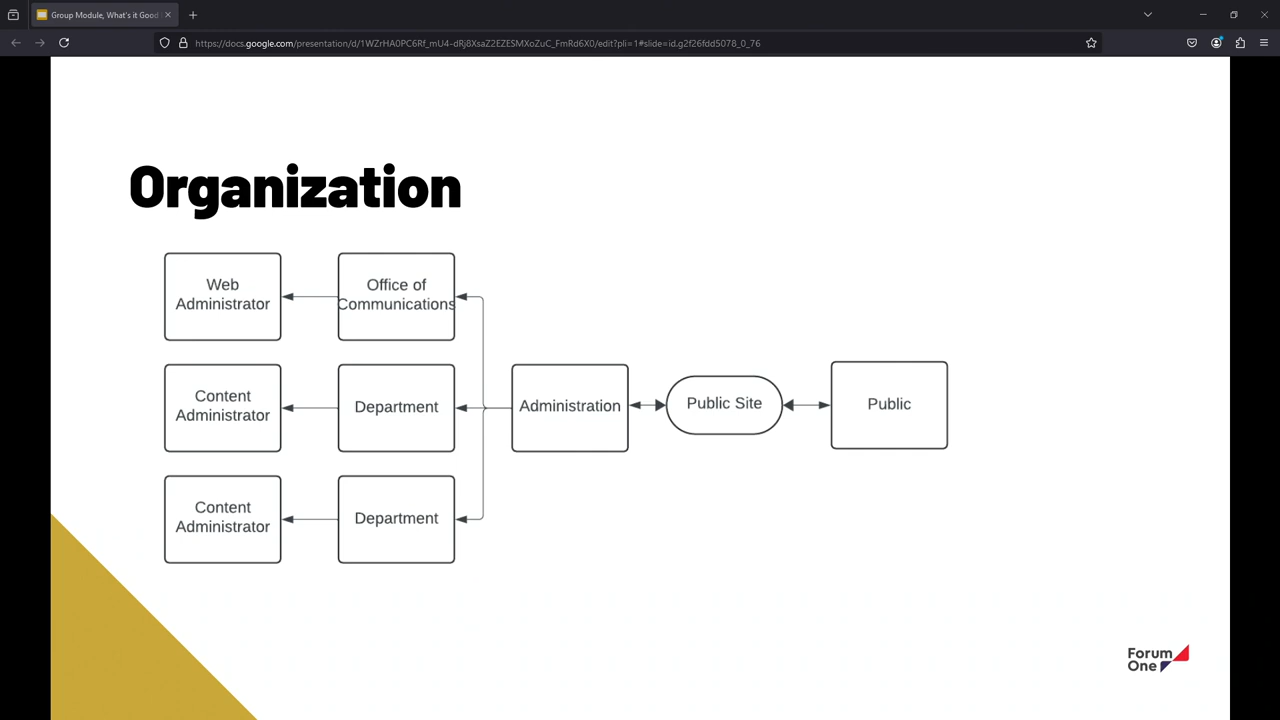 Group Module, What's it Good
https://docs.google.com/presentation/d/1WZrHA0PC6Rf_mU4-dRj8XsaZ2EZESMXoZuC_FmRd6X0/edit?pli=1#slide=id.g2f26fdd5078_0_76
Organization
Web
Administrator
Office of
Communications
Content
Administrator
Department
Administration
Public Site
Public
Content
Administrator
Department
Forum
One